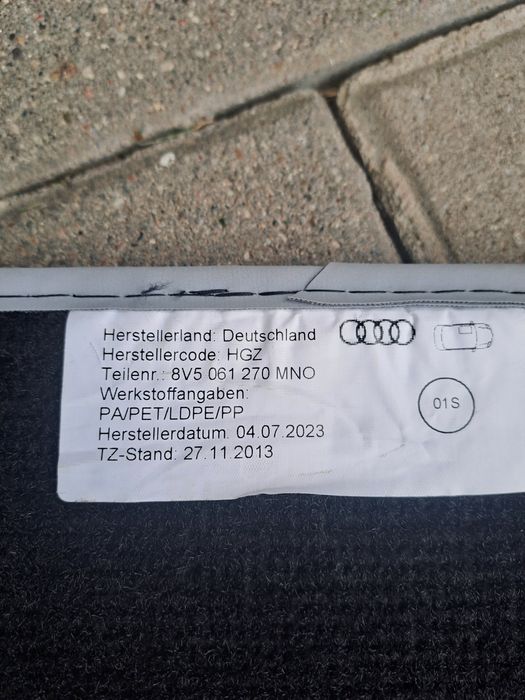 Herstellerland: Deutschland
Herstellercode: HGZ
Teilenr.: 8V5 061 270 MNO
Werkstoffangaben:
PA/PET/LDPE/PP
Herstellerdatum. 04.07.2023
TZ-Stand: 27.11.2013
01S